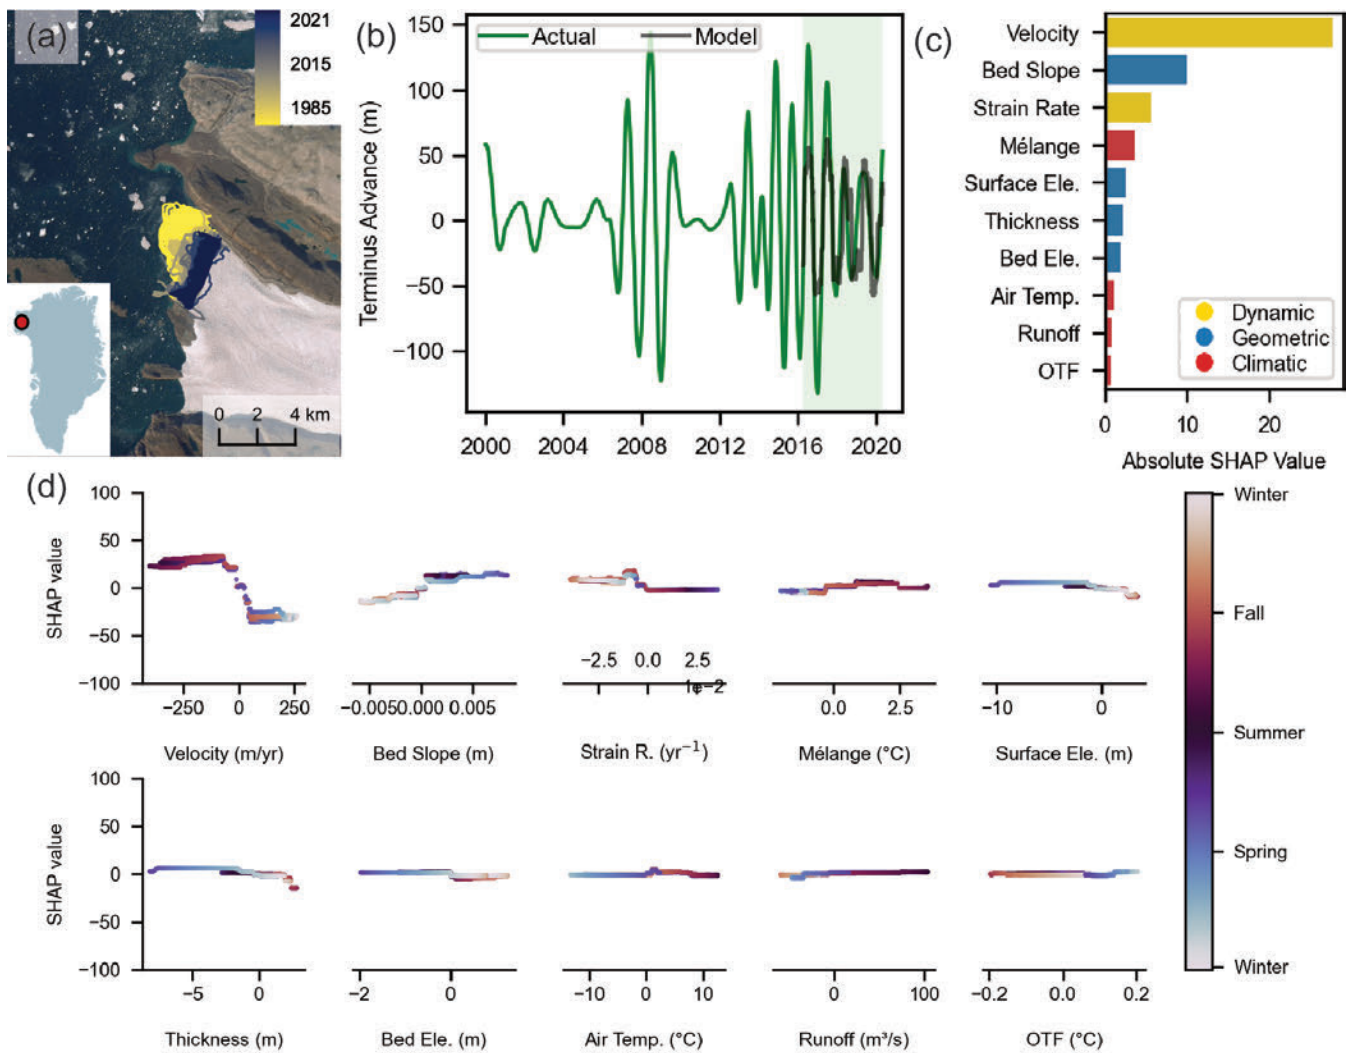 (a)
2021
2015
1985
0 2 4 km
(b)
Actual
Model
Terminus Advance (m)
150
100
50
0
−50
−100
2000 2004 2008 2012 2016 2020
(c)
Velocity
Bed Slope
Strain Rate
Mélange
Surface Ele.
Thickness
Bed Ele.
Air Temp.
Runoff
OTF
Dynamic
Geometric
Climatic
0 10 20
Absolute SHAP Value
(d)
SHAP value
100
50
0
−50
−100
−250 0 250
Velocity (m/yr)
−0.0050.000 0.005
Bed Slope (m)
−2.5 0.0 2.5
1e−2
Strain R. (yr⁻¹)
0.0 2.5
Mélange (°C)
−10 0
Surface Ele. (m)
SHAP value
100
50
0
−50
−100
−5 0
Thickness (m)
−2 0
Bed Ele. (m)
−10 0 10
Air Temp. (°C)
0 100
Runoff (m³/s)
−0.2 0.0 0.2
OTF (°C)
Winter
Fall
Summer
Spring
Winter